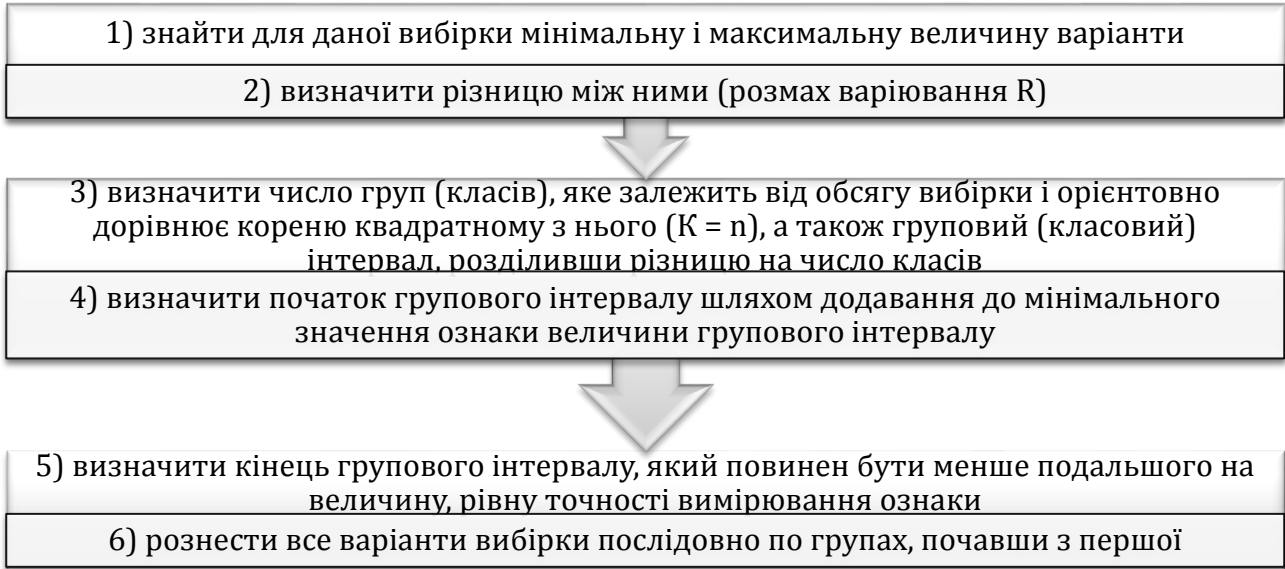 1) знайти для даної вибірки мінімальну і максимальну величину варіанти
2) визначити різницю між ними (розмах варіювання R)
3) визначити число груп (класів), яке залежить від обсягу вибірки і орієнтовно
дорівнює кореню квадратному з нього (К = n), а також груповий (класовий)
інтервал, розділивши різницю на число класів
4) визначити початок групового інтервалу шляхом додавання до мінімального
значення ознаки величини групового інтервалу
5) визначити кінець групового інтервалу, який повинен бути менше подальшого на
величину, рівну точності вимірювання ознаки
6) рознести все варіанти вибірки послідовно по групах, почавши з першої